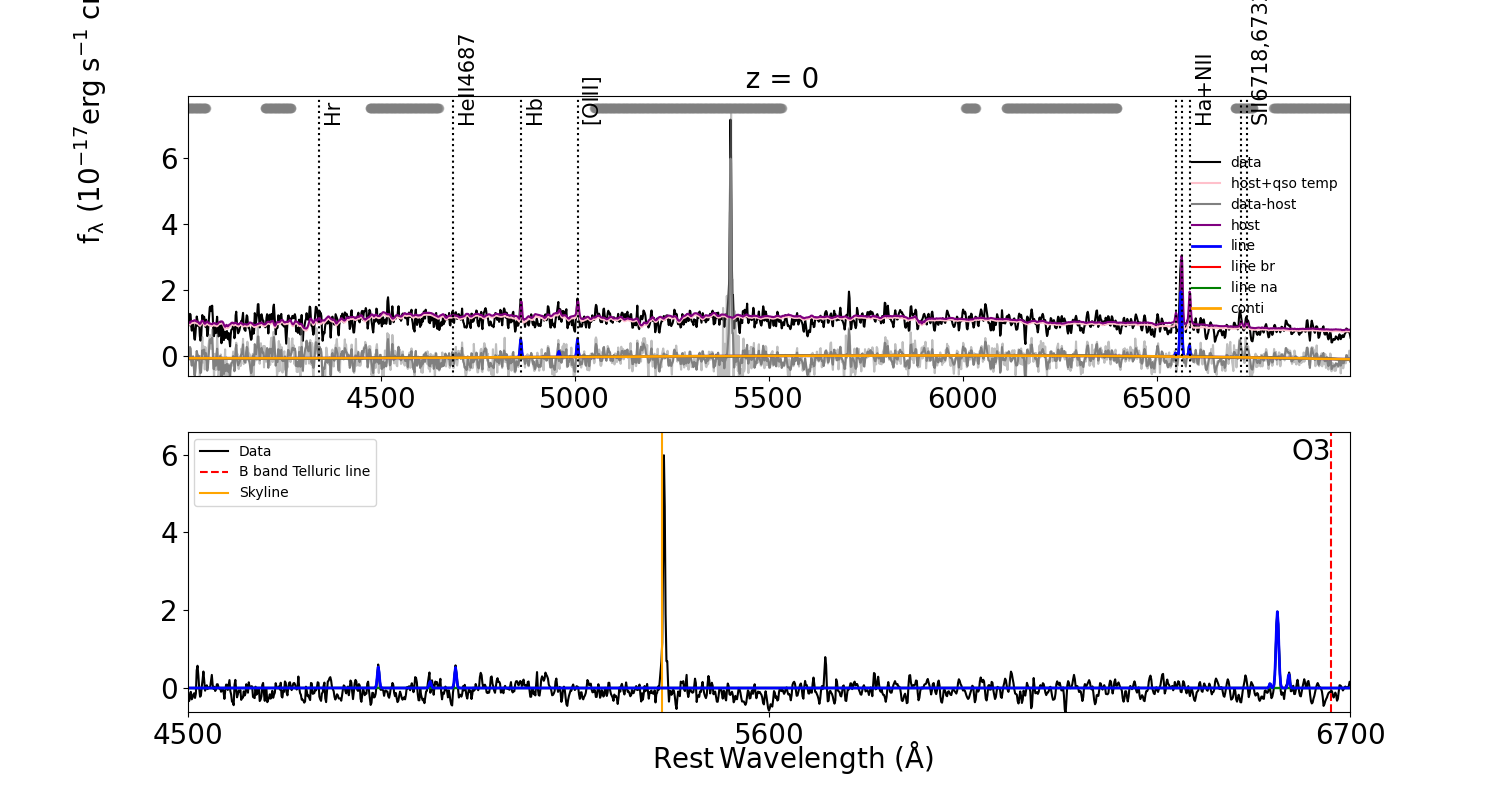 z = 0
f_λ (10^−17 erg s^−1 c
Hr
HeII4687
Hb
[OIII]
Ha+NII
SII6718,673
data
host+qso temp
data-host
host
line
line br
line na
conti
6
4
2
0
4500 5000 5500 6000 6500
Data
B band Telluric line
Skyline
O3
6
4
2
0
4500 5600 6700
Rest Wavelength (Å)